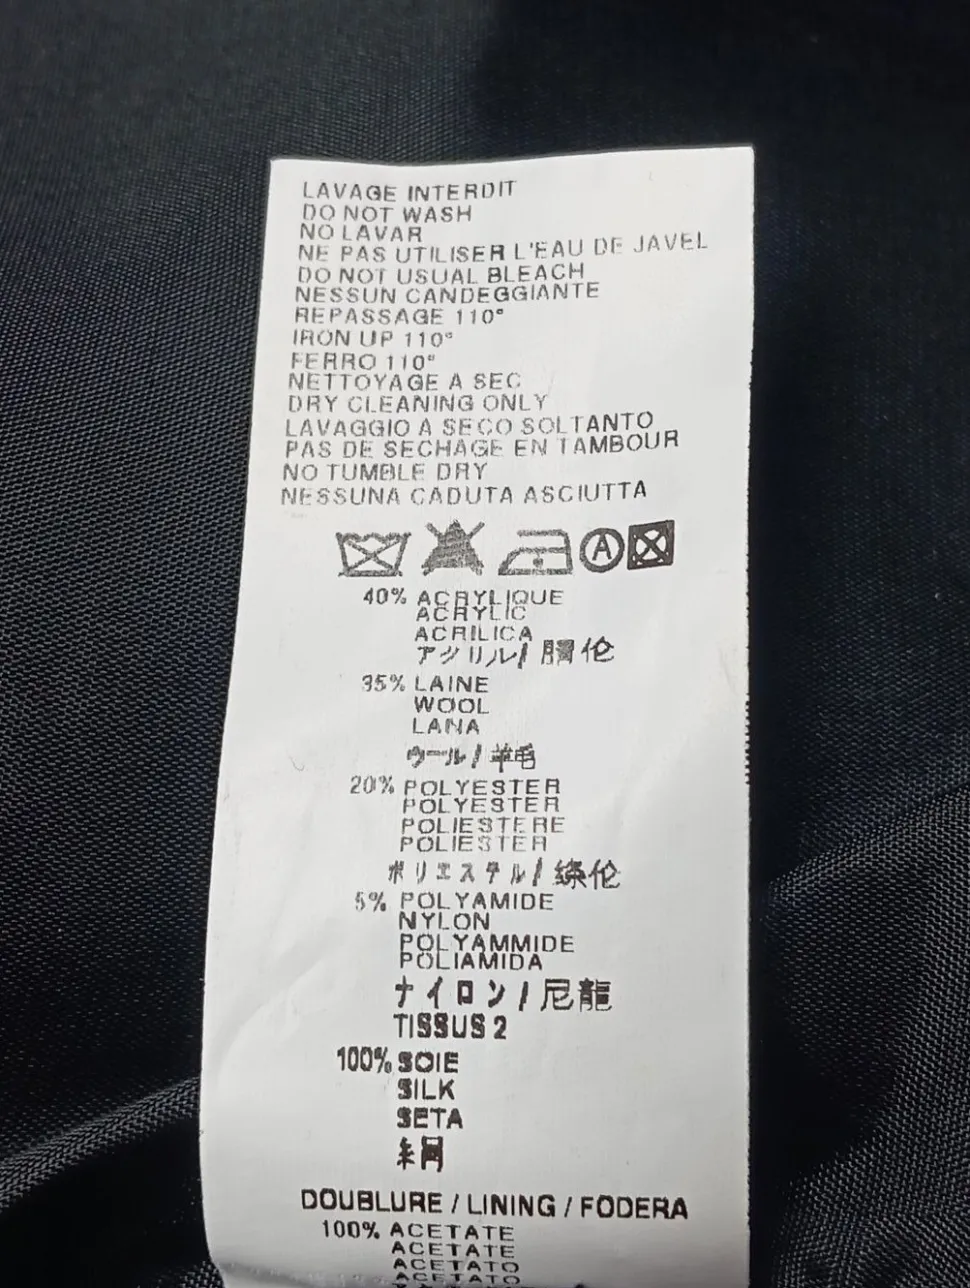 LAVAGE INTERDIT
DO NOT WASH
NO LAVAR
NE PAS UTILISER L'EAU DE JAVEL
DO NOT USUAL BLEACH
NESSUN CANDEGGIANTE
REPASSAGE 110°
IRON UP 110°
FERRO 110°
NETTOYAGE A SEC
DRY CLEANING ONLY
LAVAGGIO A SECO SOLTANTO
PAS DE SECHAGE EN TAMBOUR
NO TUMBLE DRY
NESSUNA CADUTA ASCIUTTA
A
40% ACRYLIQUE
ACRYLIC
ACRILICA
アクリル/
35% LAINE
WOOL
LANA
ウール/羊毛
20% POLYESTER
POLYESTER
POLIESTERE
POLIESTER
ポリエステル/
5% POLYAMIDE
NYLON
POLYAMMIDE
POLIAMIDA
ナイロン/尼龍
TISSUS 2
100% SOIE
SILK
SETA
絹
DOUBLURE / LINING / FODERA
100% ACETATE
ACETATE
ACETATO
ACETATO